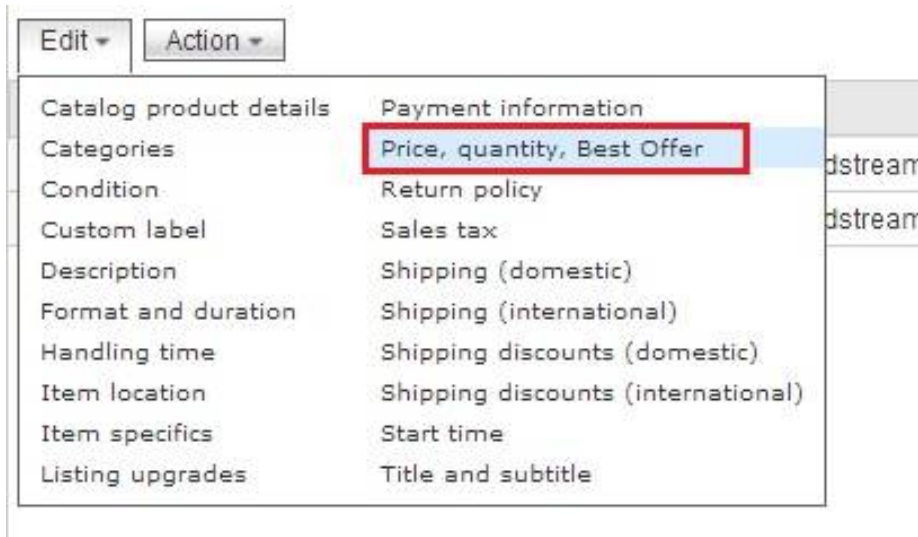 Edit Action
Catalog product details
Categories
Condition
Custom label
Description
Format and duration
Handling time
Item location
Item specifics
Listing upgrades
Payment information
Price, quantity, Best Offer
Return policy
Sales tax
Shipping (domestic)
Shipping (international)
Shipping discounts (domestic)
Shipping discounts (international)
Start time
Title and subtitle
dstream
dstream